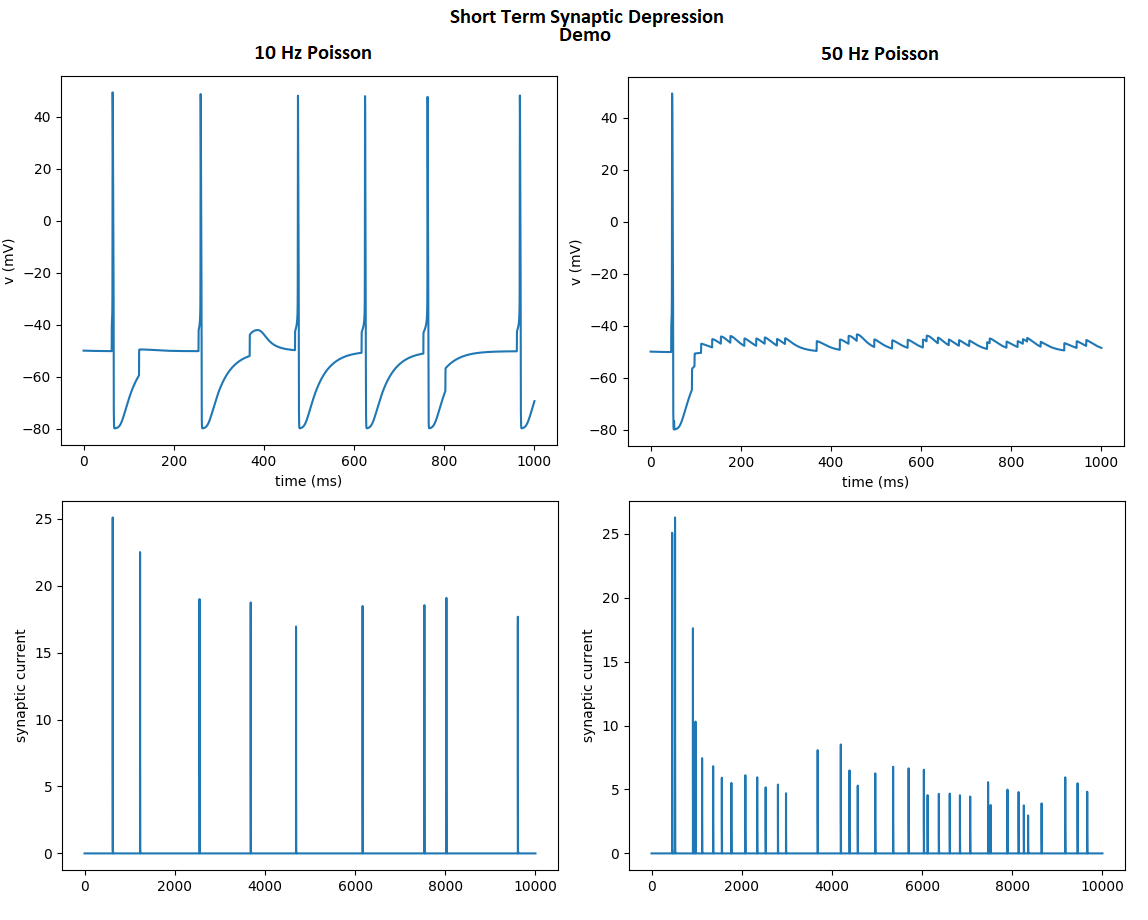 Short Term Synaptic Depression
Demo
10 Hz Poisson
50 Hz Poisson
40
20
0
−20
−40
−60
−80
v (mV)
0 200 400 600 800 1000
time (ms)
40
20
0
−20
−40
−60
−80
v (mV)
0 200 400 600 800 1000
time (ms)
25
20
15
10
5
0
synaptic current
0 2000 4000 6000 8000 10000
25
20
15
10
5
0
synaptic current
0 2000 4000 6000 8000 10000